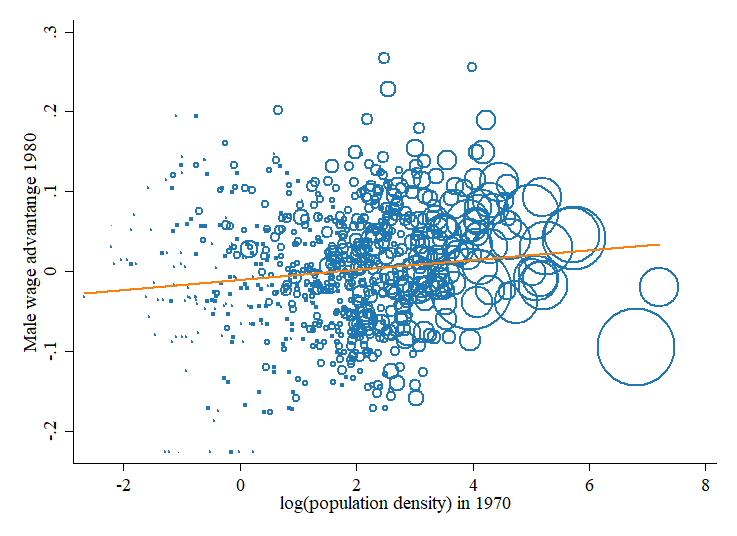 Male wage advantange 1980
.3
.2
.1
0
-.1
-.2
-2 0 2 4 6 8
log(population density) in 1970